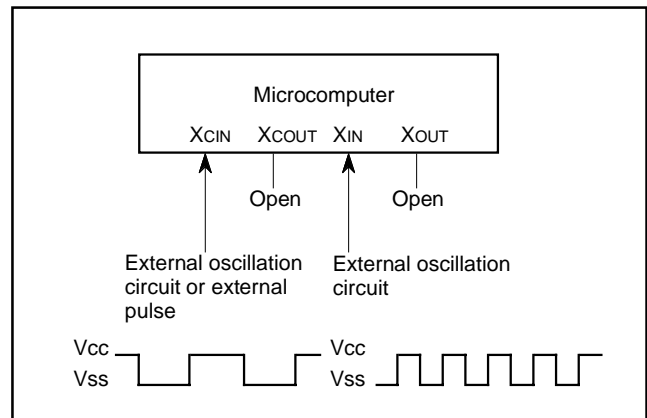 Microcomputer
XCIN XCOUT XIN XOUT
Open Open
External oscillation
circuit or external
pulse
External oscillation
circuit
Vcc
Vss
Vcc
Vss